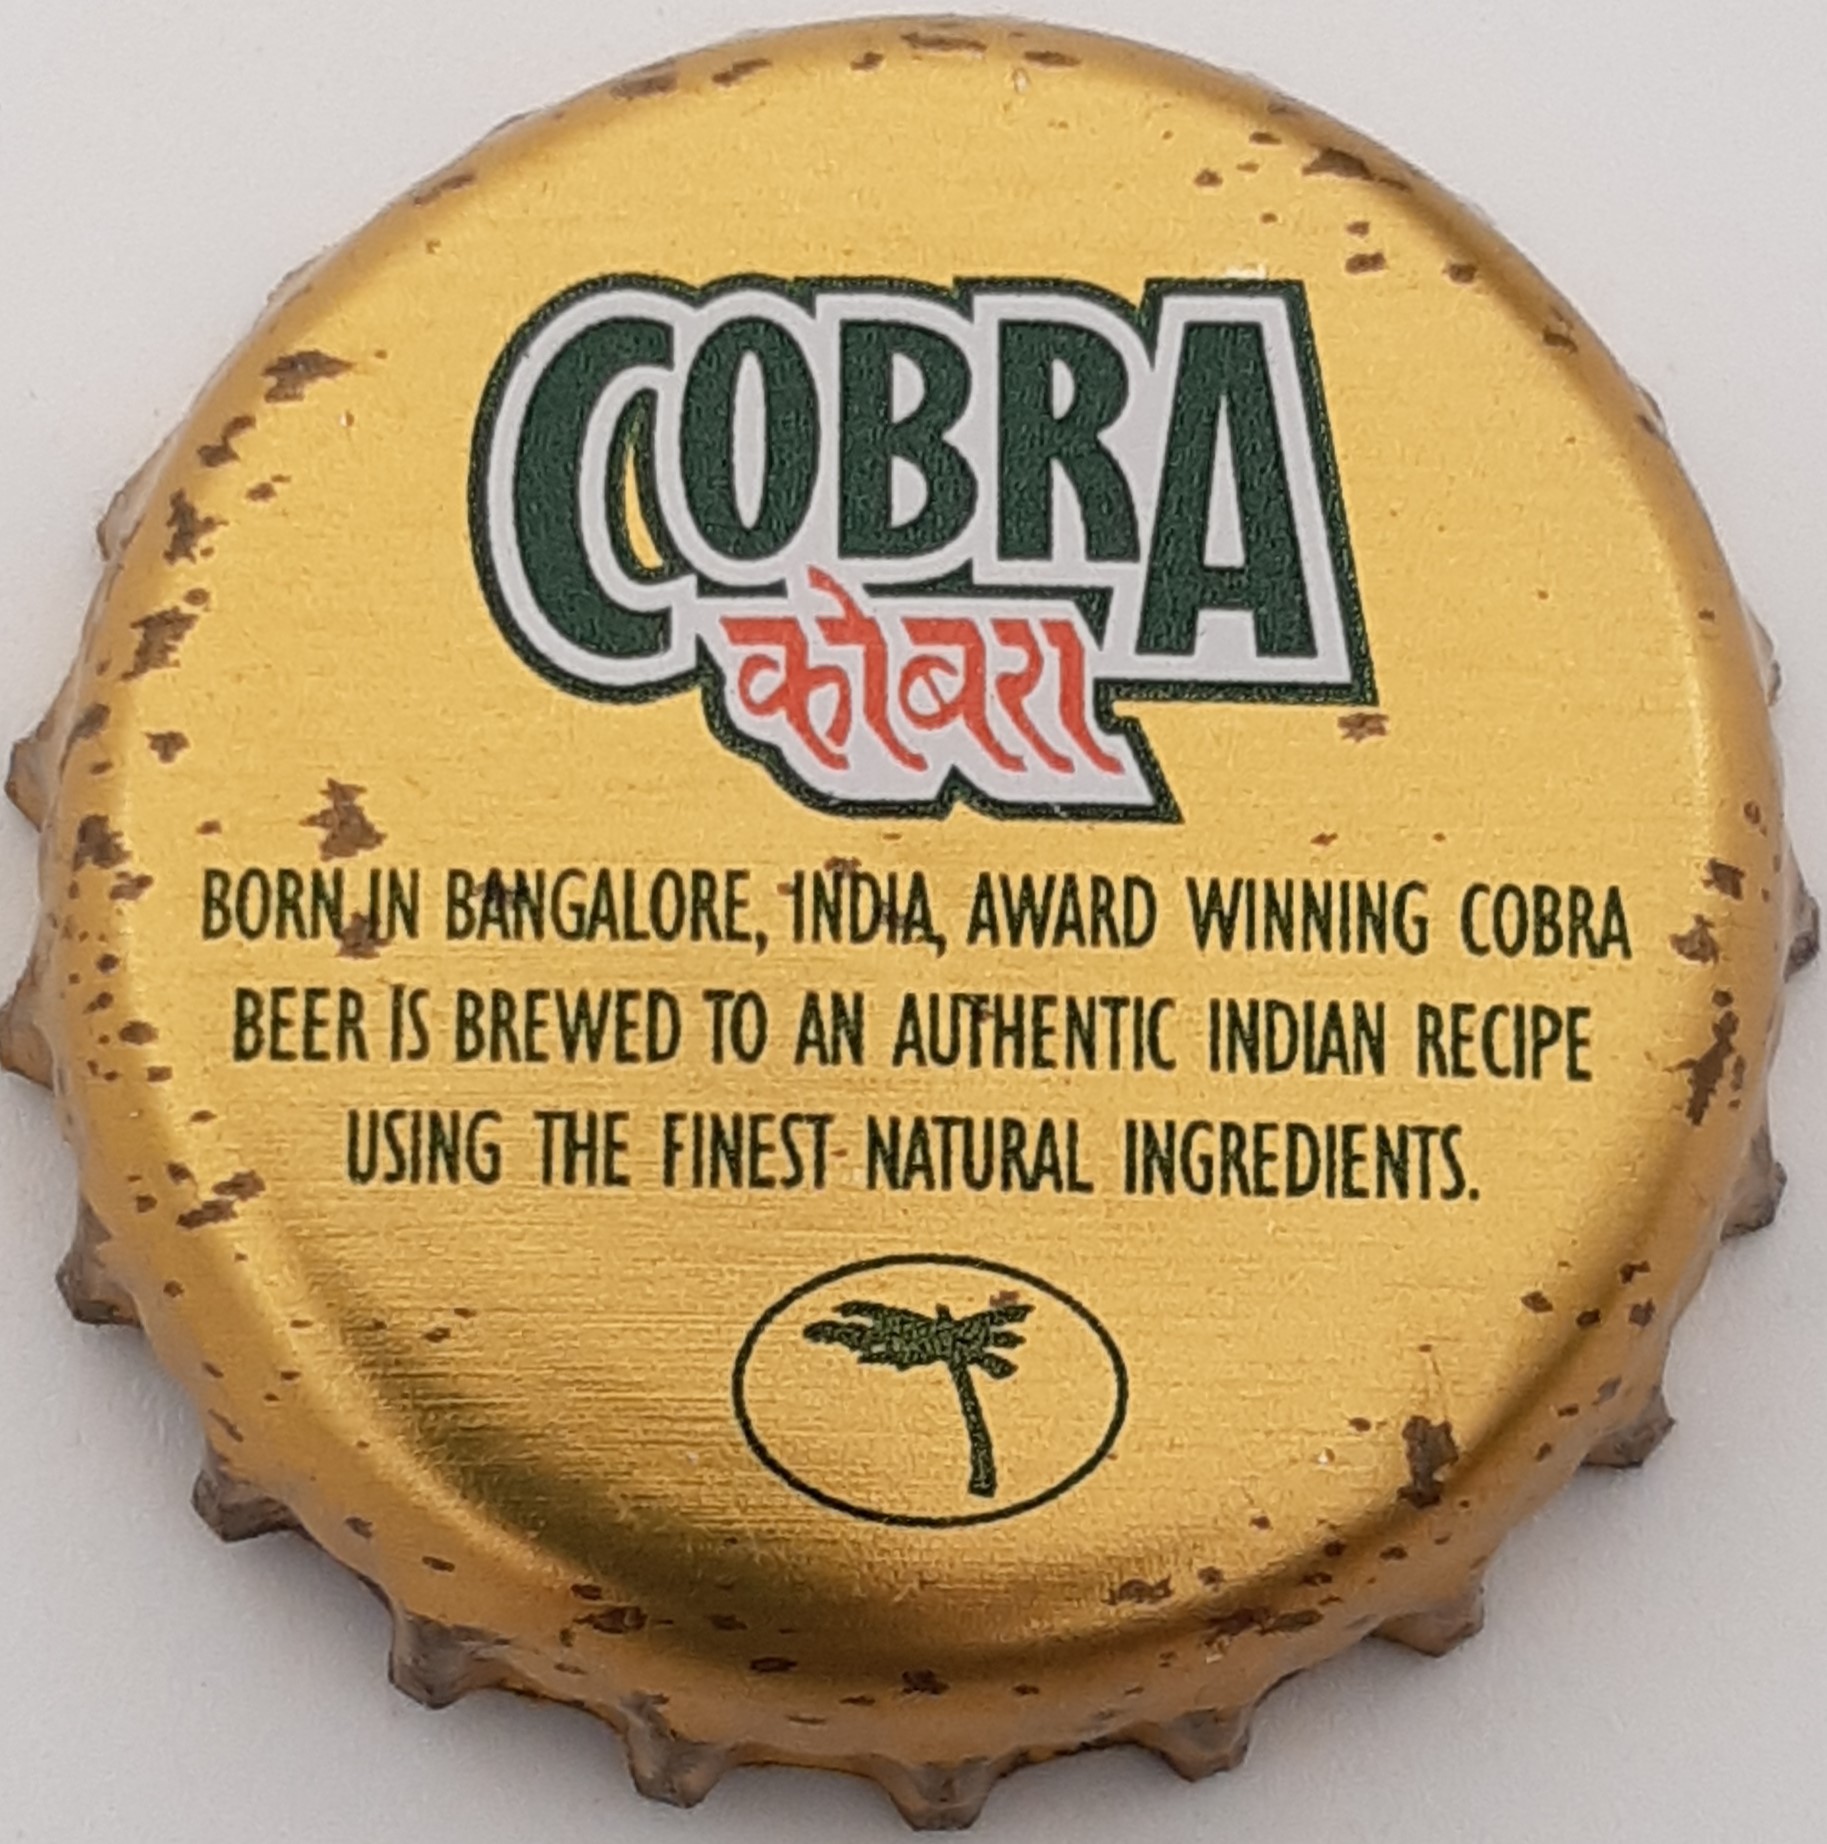 COBRA
कोबरा
BORN IN BANGALORE, INDIA, AWARD WINNING COBRA
BEER IS BREWED TO AN AUTHENTIC INDIAN RECIPE
USING THE FINEST NATURAL INGREDIENTS.